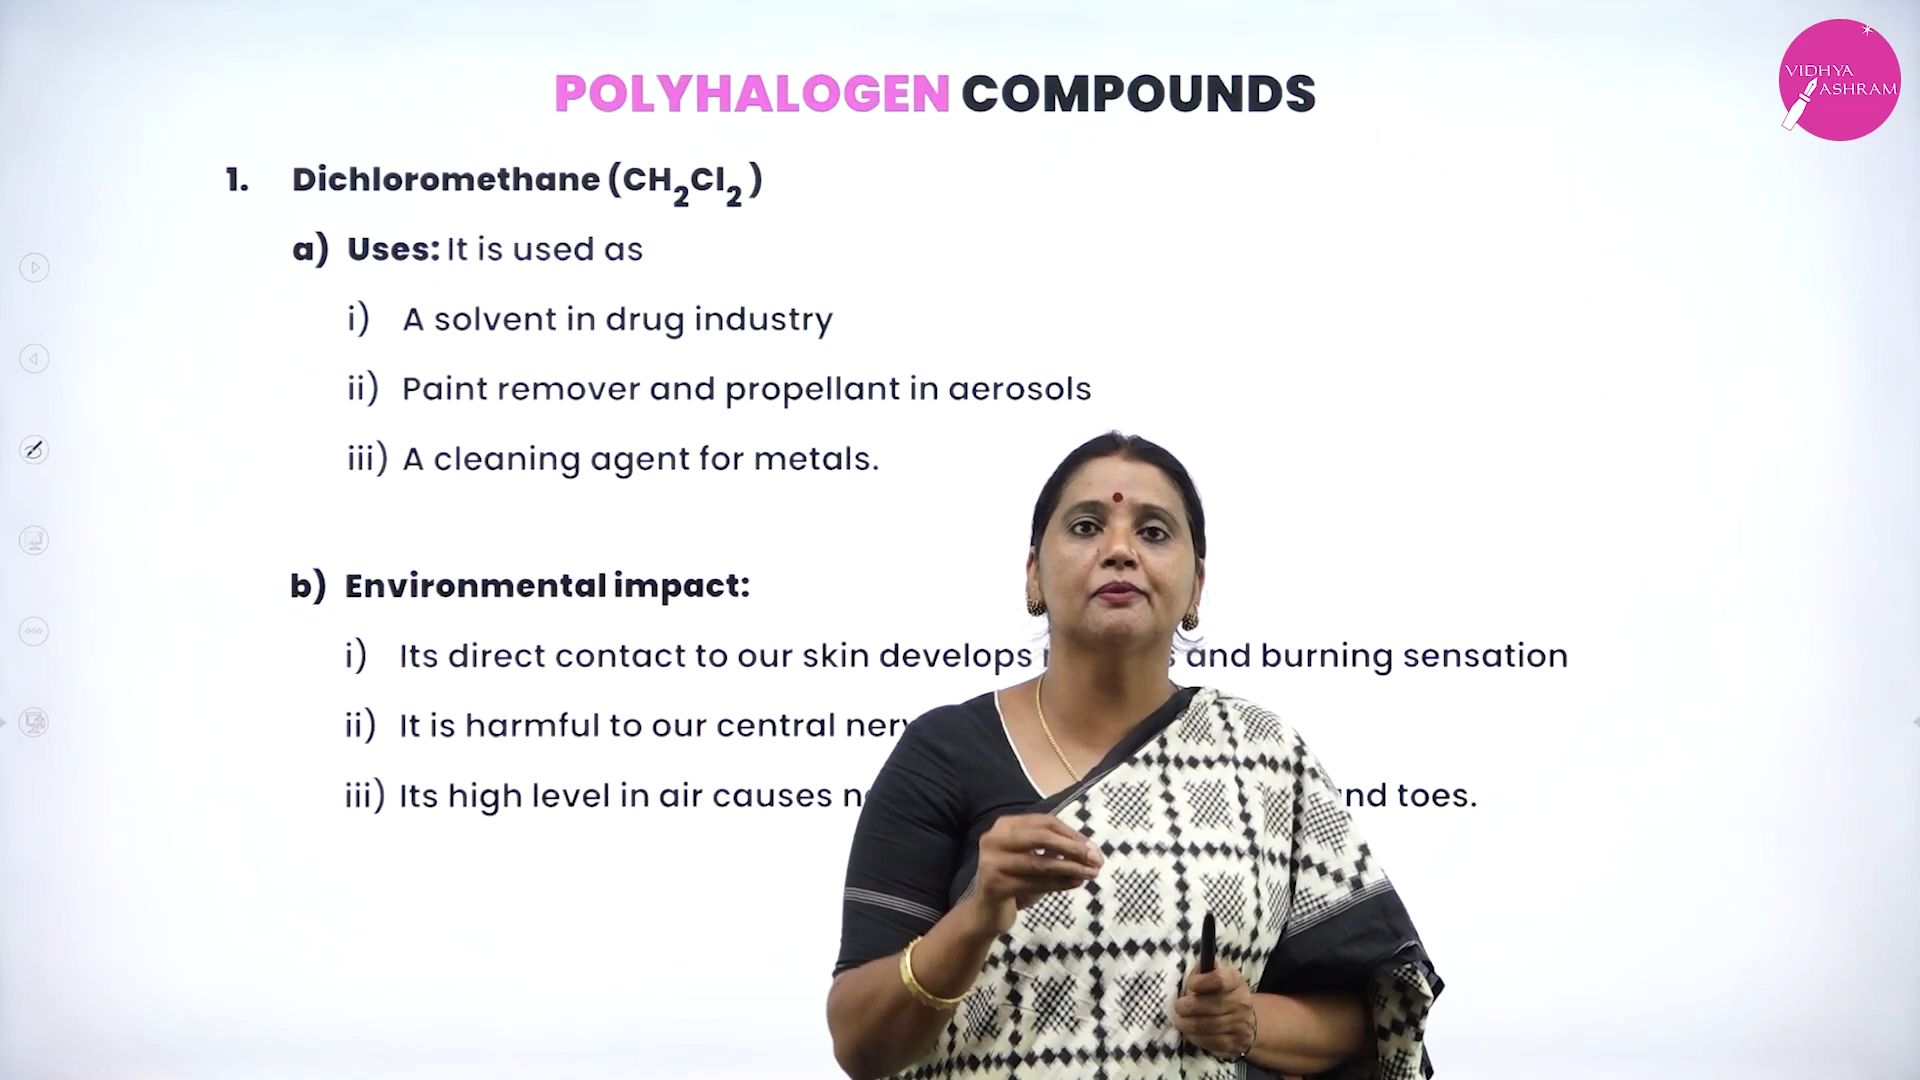 VIDHYA
ASHRAM
POLYHALOGEN COMPOUNDS
1. Dichloromethane (CH₂Cl₂)
a) Uses: It is used as
i) A solvent in drug industry
ii) Paint remover and propellant in aerosols
iii) A cleaning agent for metals.
b) Environmental impact:
i) Its direct contact to our skin develops and burning sensation
ii) It is harmful to our central
iii) Its high level in air causes toes.